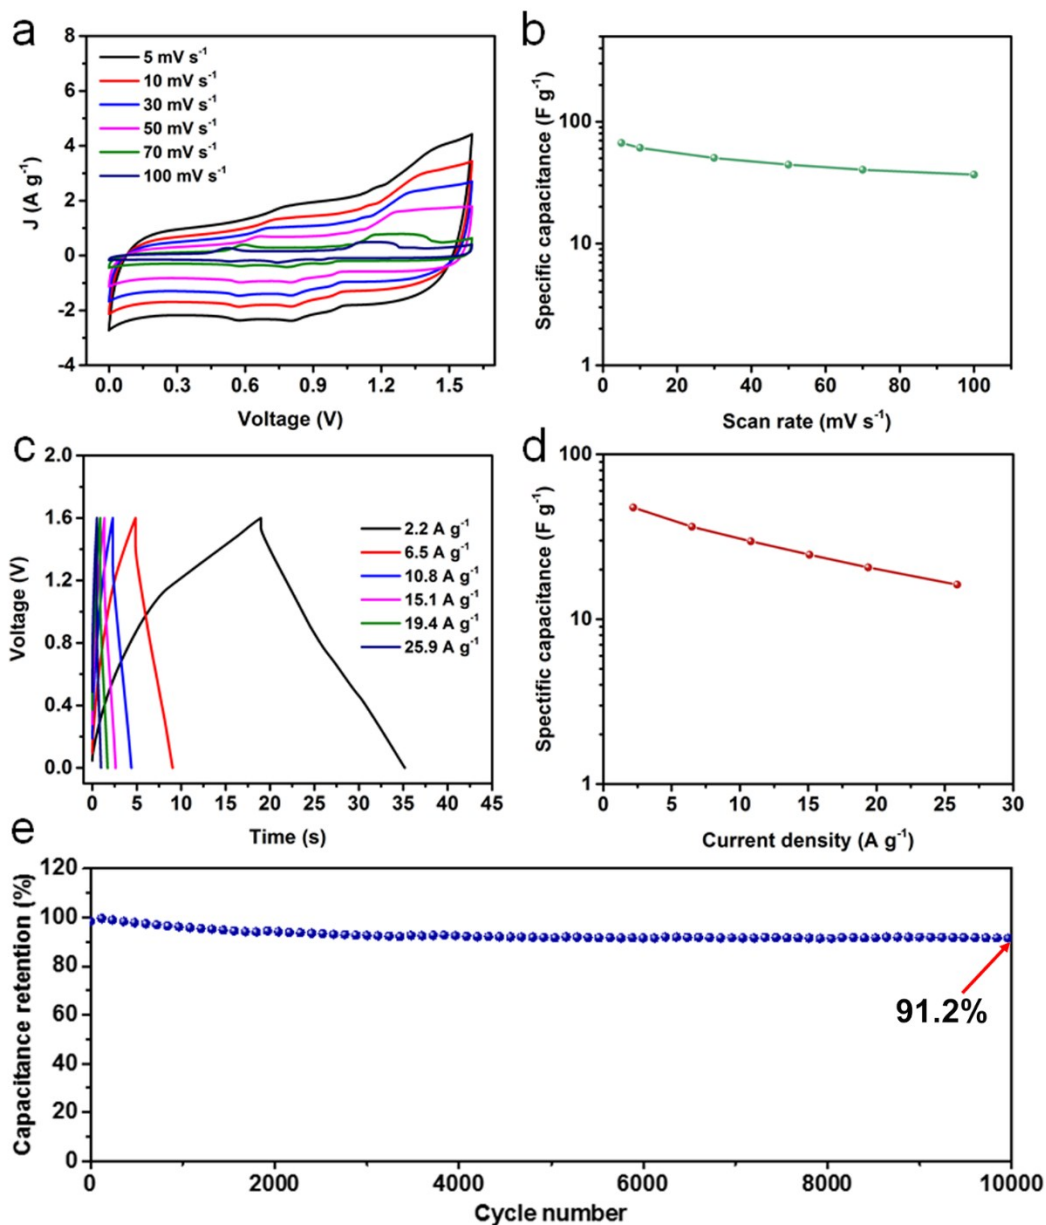 a
8
6
4
2
0
-2
-4
J (A g⁻¹)
5 mV s⁻¹
10 mV s⁻¹
30 mV s⁻¹
50 mV s⁻¹
70 mV s⁻¹
100 mV s⁻¹
0.0 0.3 0.6 0.9 1.2 1.5
Voltage (V)
b
100
10
1
Specific capacitance (F g⁻¹)
0 20 40 60 80 100
Scan rate (mV s⁻¹)
c
2.0
1.6
1.2
0.8
0.4
0.0
Voltage (V)
2.2 A g⁻¹
6.5 A g⁻¹
10.8 A g⁻¹
15.1 A g⁻¹
19.4 A g⁻¹
25.9 A g⁻¹
0 5 10 15 20 25 30 35 40 45
Time (s)
d
100
10
1
Spectific capacitance (F g⁻¹)
0 5 10 15 20 25 30
Current density (A g⁻¹)
e
120
100
80
60
40
20
0
Capacitance retention (%)
91.2%
0 2000 4000 6000 8000 10000
Cycle number